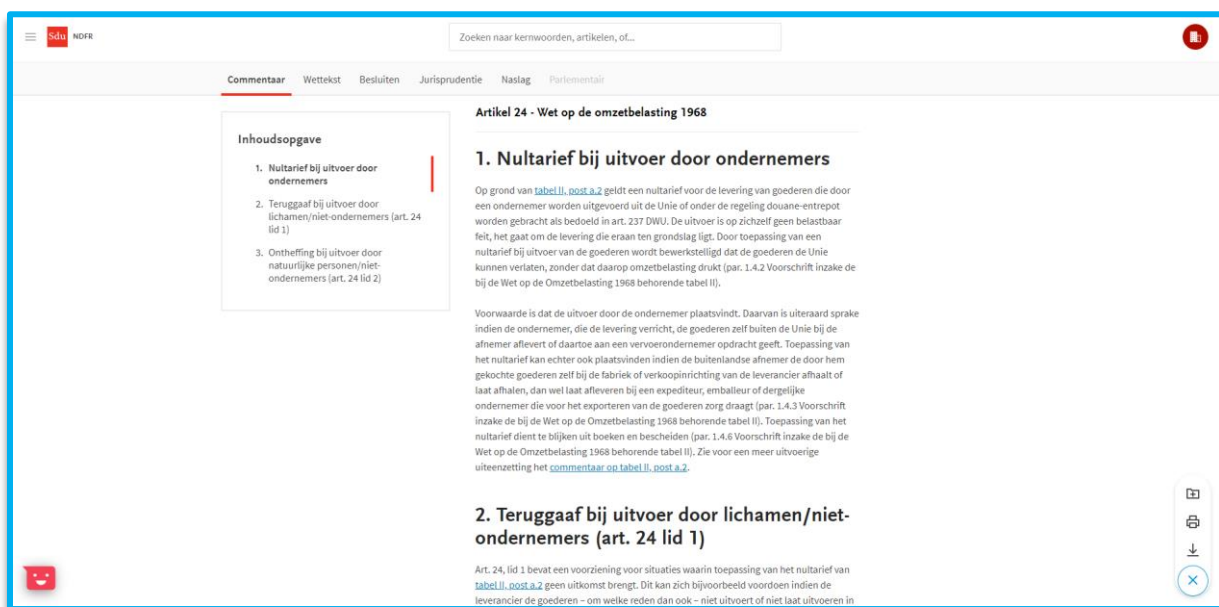 Sdu NDFR
Zoeken naar kernwoorden, artikelen, of...
Commentaar Wettekst Besluiten Jurisprudentie Naslag Parlementair
Inhoudsopgave
1. Nultarief bij uitvoer door
ondernemers
2. Teruggaaf bij uitvoer door
lichamen/niet-ondernemers (art. 24
lid 1)
3. Ontheffing bij uitvoer door
natuurlijke personen/niet-
ondernemers (art. 24 lid 2)
Artikel 24 - Wet op de omzetbelasting 1968
1. Nultarief bij uitvoer door ondernemers
Op grond van tabel II, post a.2 geldt een nultarief voor de levering van goederen die door
een ondernemer worden uitgevoerd uit de Unie of onder de regeling douane-entrepot
worden gebracht als bedoeld in art. 237 DWU. De uitvoer is op zichzelf geen belastbaar
feit, het gaat om de levering die eraan ten grondslag ligt. Door toepassing van een
nultarief bij uitvoer van de goederen wordt bewerkstelligd dat de goederen de Unie
kunnen verlaten, zonder dat daarop omzetbelasting drukt (par. 1.4.2 Voorschrift inzake de
bij de Wet op de Omzetbelasting 1968 behorende tabel II).
Voorwaarde is dat de uitvoer door de ondernemer plaatsvindt. Daarvan is uiteraard sprake
indien de ondernemer, die de levering verricht, de goederen zelf buiten de Unie bij de
afnemer aflevert of daartoe aan een vervoerondernemer opdracht geeft. Toepassing van
het nultarief kan echter ook plaatsvinden indien de buitenlandse afnemer de door hem
gekochte goederen zelf bij de fabriek of verkoopinrichting van de leverancier afhaalt of
laat afhalen, dan wel laat afleveren bij een expediteur, emballeur of dergelijke
ondernemer die voor het exporteren van de goederen zorg draagt (par. 1.4.3 Voorschrift
inzake de bij de Wet op de Omzetbelasting 1968 behorende tabel II). Toepassing van het
nultarief dient te blijken uit boeken en bescheiden (par. 1.4.6 Voorschrift inzake de bij de
Wet op de Omzetbelasting 1968 behorende tabel II). Zie voor een meer uitvoerige
uiteenzetting het commentaar op tabel II, post a.2.
2. Teruggaaf bij uitvoer door lichamen/niet-
ondernemers (art. 24 lid 1)
Art. 24, lid 1 bevat een voorziening voor situaties waarin toepassing van het nultarief van
tabel II, post a.2 geen uitkomst brengt. Dit kan zich bijvoorbeeld voordoen indien de
leverancier de goederen – om welke reden dan ook – niet uitvoert of niet laat uitvoeren in